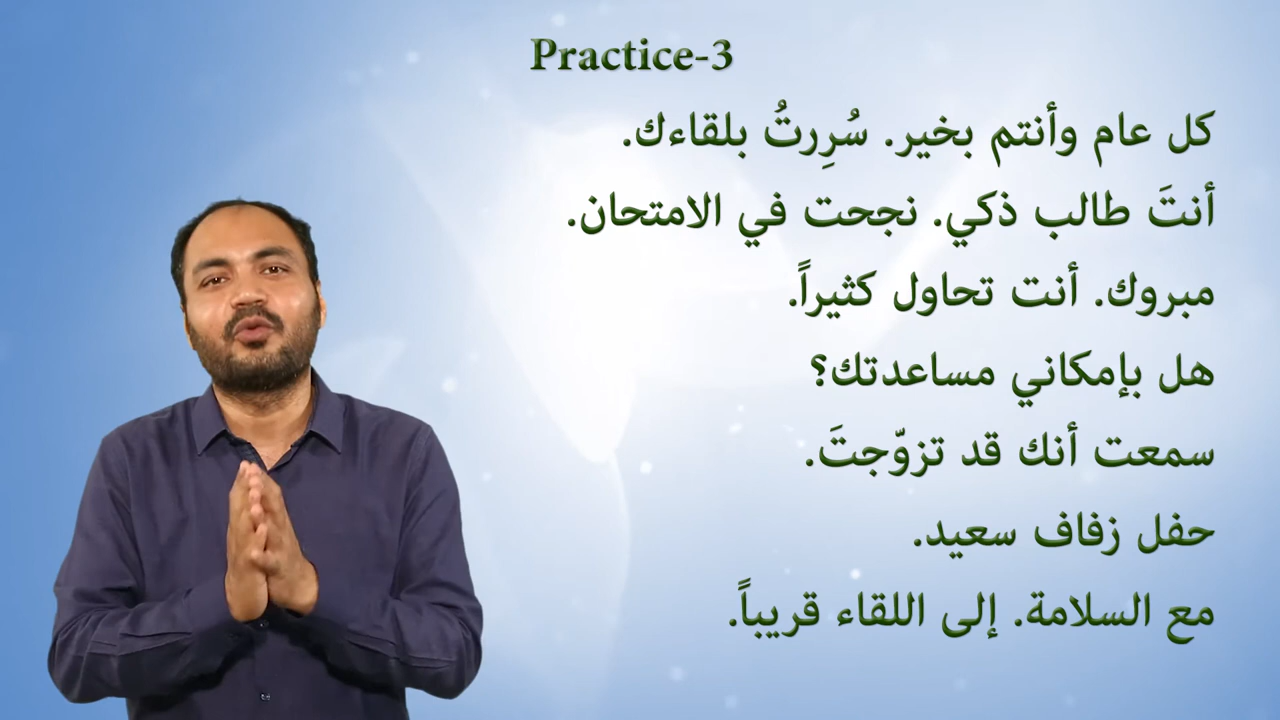 Practice-3
كل عام وأنتم بخير. سُرِرتُ بلقاءك.
أنتَ طالب ذكي. نجحت في الامتحان.
مبروك. أنت تحاول كثيراً.
هل بإمكاني مساعدتك؟
سمعت أنك قد تزوّجتَ.
حفل زفاف سعيد.
مع السلامة. إلى اللقاء قريباً.